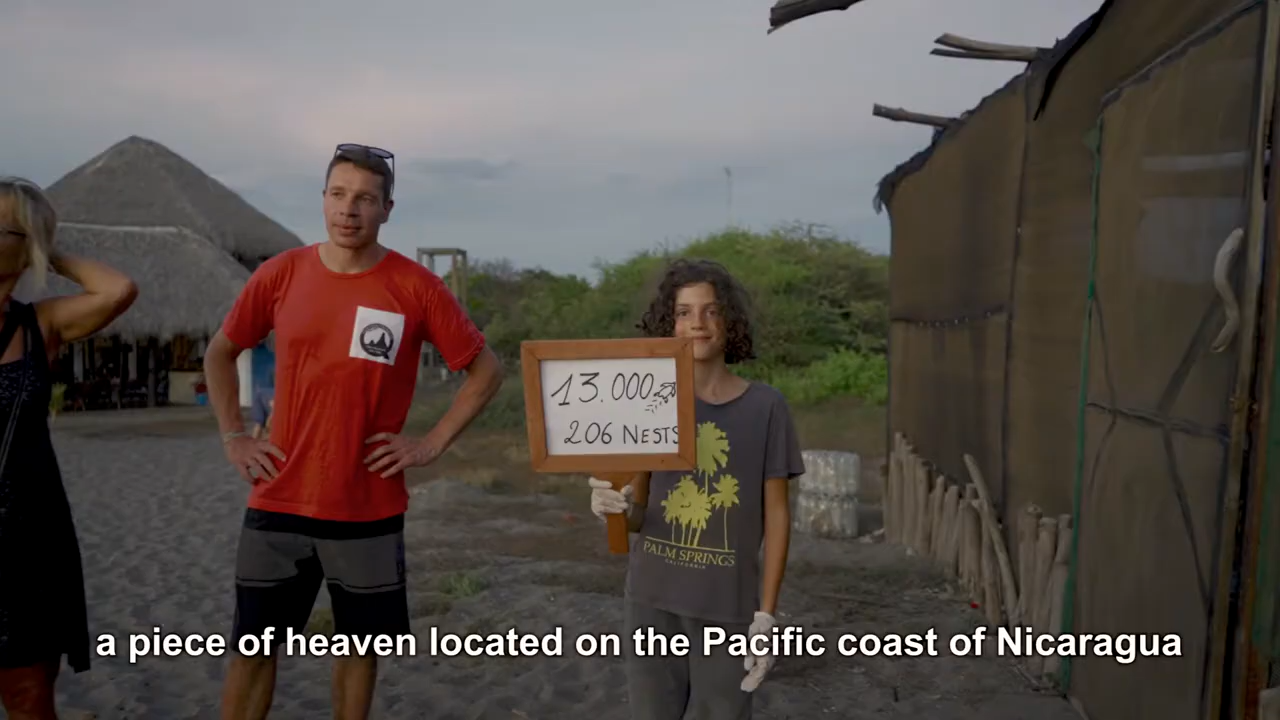 13.000
206 NESTS
PALM SPRINGS
CALIFORNIA
a piece of heaven located on the Pacific coast of Nicaragua